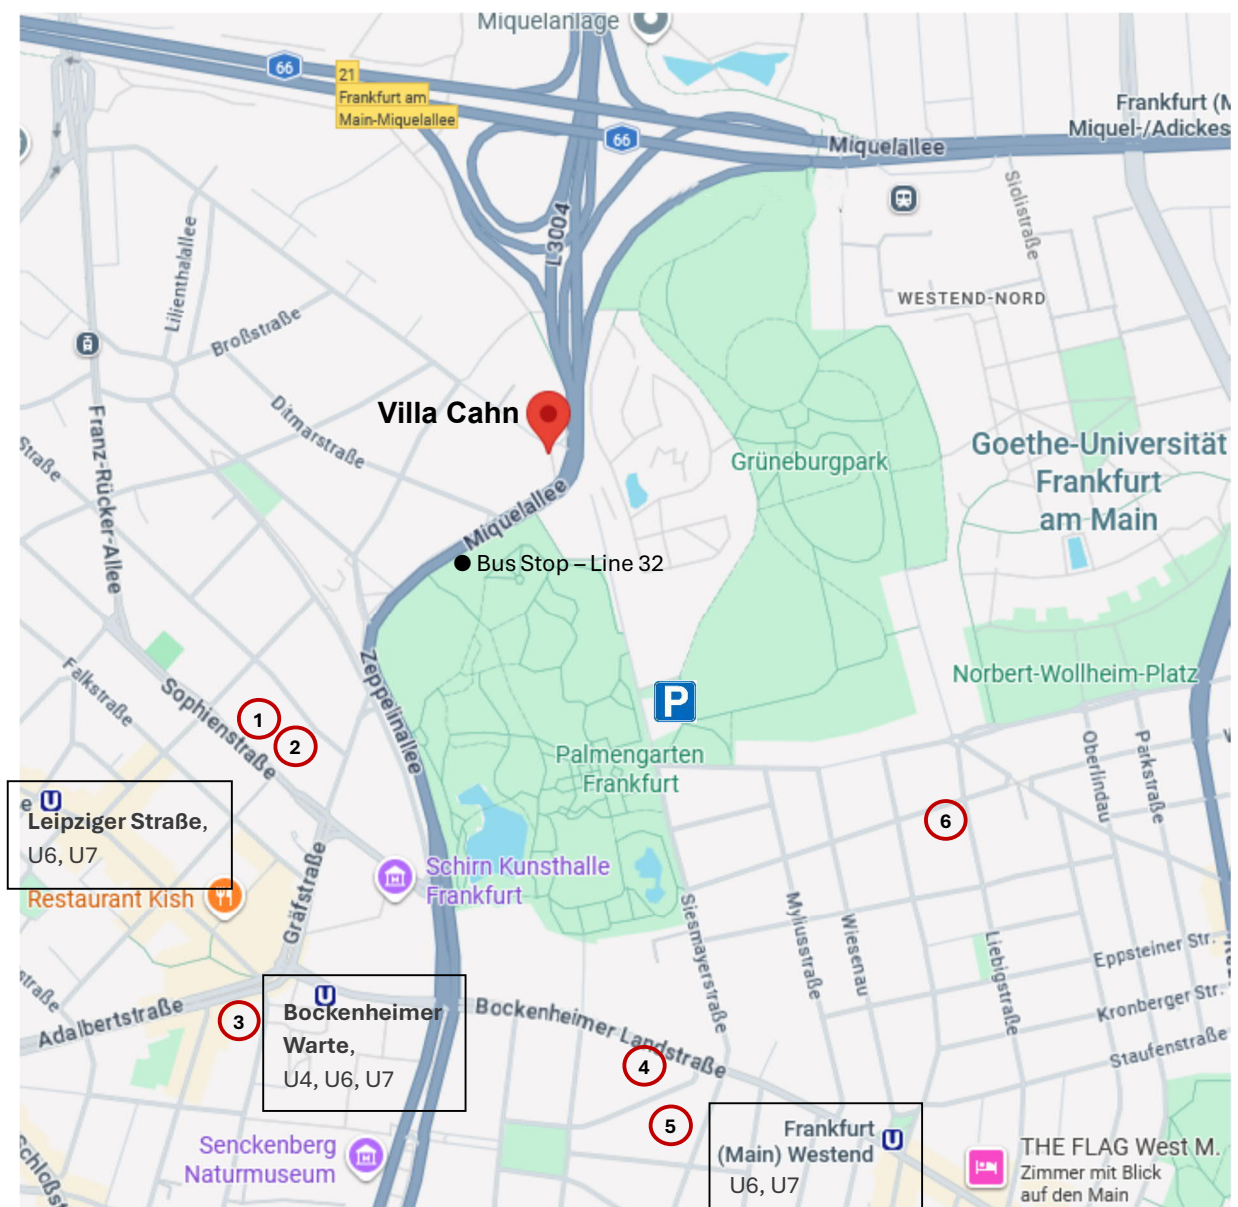 Miquelanlage
66
21
Frankfurt am
Main-Miquelallee
66
Miquelallee
Frankfurt (M
Miquel-/Adickes
Siolistraße
L3004
Lilienthalallee
WESTEND-NORD
Broßstraße
Villa Cahn
Ditmarstraße
Franz-Rücker-Allee
Straße
Grüneburgpark
Goethe-Universität
Frankfurt
am Main
Miquelallee
Bus Stop – Line 32
Zeppelinallee
Falkstraße
Sophienstraße
Norbert-Wollheim-Platz
P
1
2
Palmengarten
Frankfurt
Oberlindau
Parkstraße
6
e U
Leipziger Straße,
U6, U7
Restaurant Kish
Gräfstraße
Schirn Kunsthalle
Frankfurt
Siesmayerstraße
Myliusstraße
Wiesenau
Liebigstraße
Eppsteiner Str.
Kronberger Str.
Staufenstraße
straße
Adalbertstraße
3
U
Bockenheimer
Warte,
U4, U6, U7
Bockenheimer Landstraße
4
5
Frankfurt
(Main) Westend
U
U6, U7
Senckenberg
Naturmuseum
Schloßst
THE FLAG West M.
Zimmer mit Blick
auf den Main